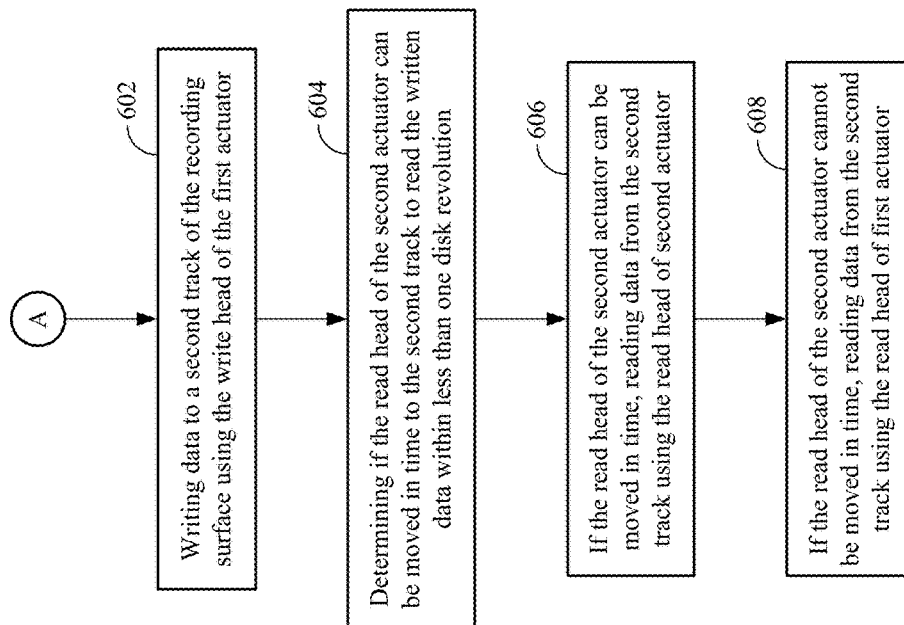 A
602
Writing data to a second track of the recording
surface using the write head of the first actuator
604
Determining if the read head of the second actuator can
be moved in time to the second track to read the written
data within less than one disk revolution
606
If the read head of the second actuator can be
moved in time, reading data from the second
track using the read head of second actuator
608
If the read head of the second actuator cannot
be moved in time, reading data from the second
track using the read head of first actuator